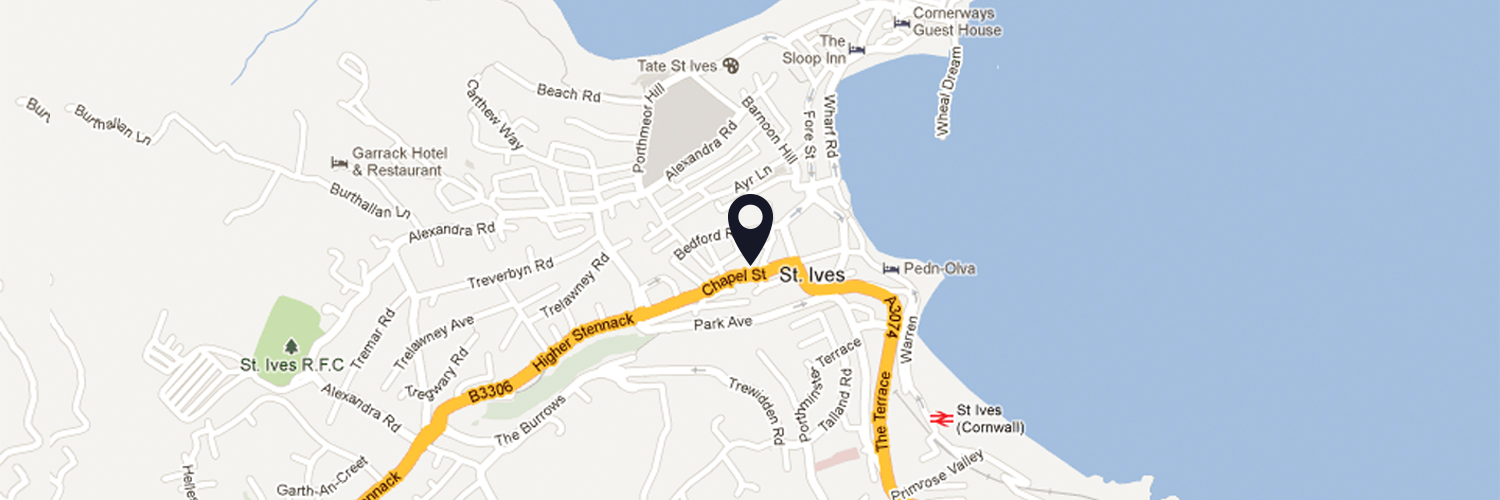 Cornerways
Guest House
The
Sloop Inn
Tate St Ives
Wheal Dream
Beach Rd
Carthew Way
Porthmeor Hill
Barnoon Hill
Fore St
Wharf Rd
Burthallan Ln
Alexandra Rd
Garrack Hotel
& Restaurant
Ayr Ln
Burthallan Ln
Alexandra Rd
Bedford
Treverbyn Rd
Trelawney Rd
Chapel St
St. Ives
Pedn-Olva
A3074
Warren
Park Ave
Higher Stennack
Tremar Rd
Trelawney Ave
St. Ives R.F.C
Tregwary Rd
B3306
Alexandra Rd
The Burrows
Trewidden Rd
Porthminster Terrace
Talland Rd
The Terrace
St Ives
(Cornwall)
Primrose Valley
Garth-An-Creet